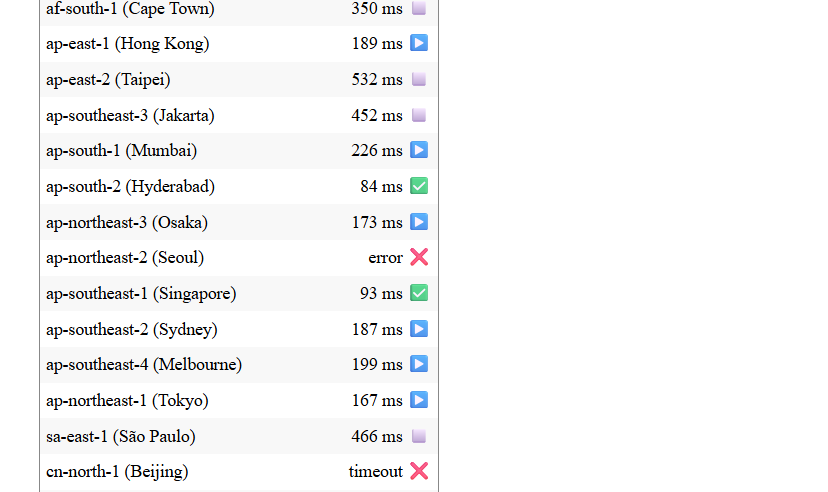 af-south-1 (Cape Town) 350 ms
ap-east-1 (Hong Kong) 189 ms
ap-east-2 (Taipei) 532 ms
ap-southeast-3 (Jakarta) 452 ms
ap-south-1 (Mumbai) 226 ms
ap-south-2 (Hyderabad) 84 ms
ap-northeast-3 (Osaka) 173 ms
ap-northeast-2 (Seoul) error
ap-southeast-1 (Singapore) 93 ms
ap-southeast-2 (Sydney) 187 ms
ap-southeast-4 (Melbourne) 199 ms
ap-northeast-1 (Tokyo) 167 ms
sa-east-1 (São Paulo) 466 ms
cn-north-1 (Beijing) timeout